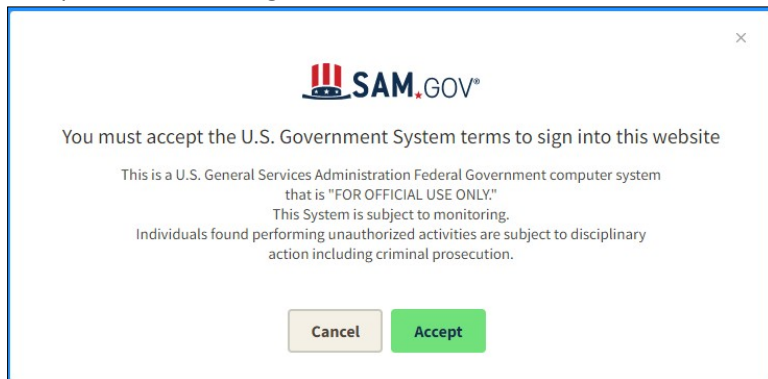 ×
SAM.GOV®
You must accept the U.S. Government System terms to sign into this website
This is a U.S. General Services Administration Federal Government computer system
that is "FOR OFFICIAL USE ONLY."
This System is subject to monitoring.
Individuals found performing unauthorized activities are subject to disciplinary
action including criminal prosecution.
Cancel
Accept